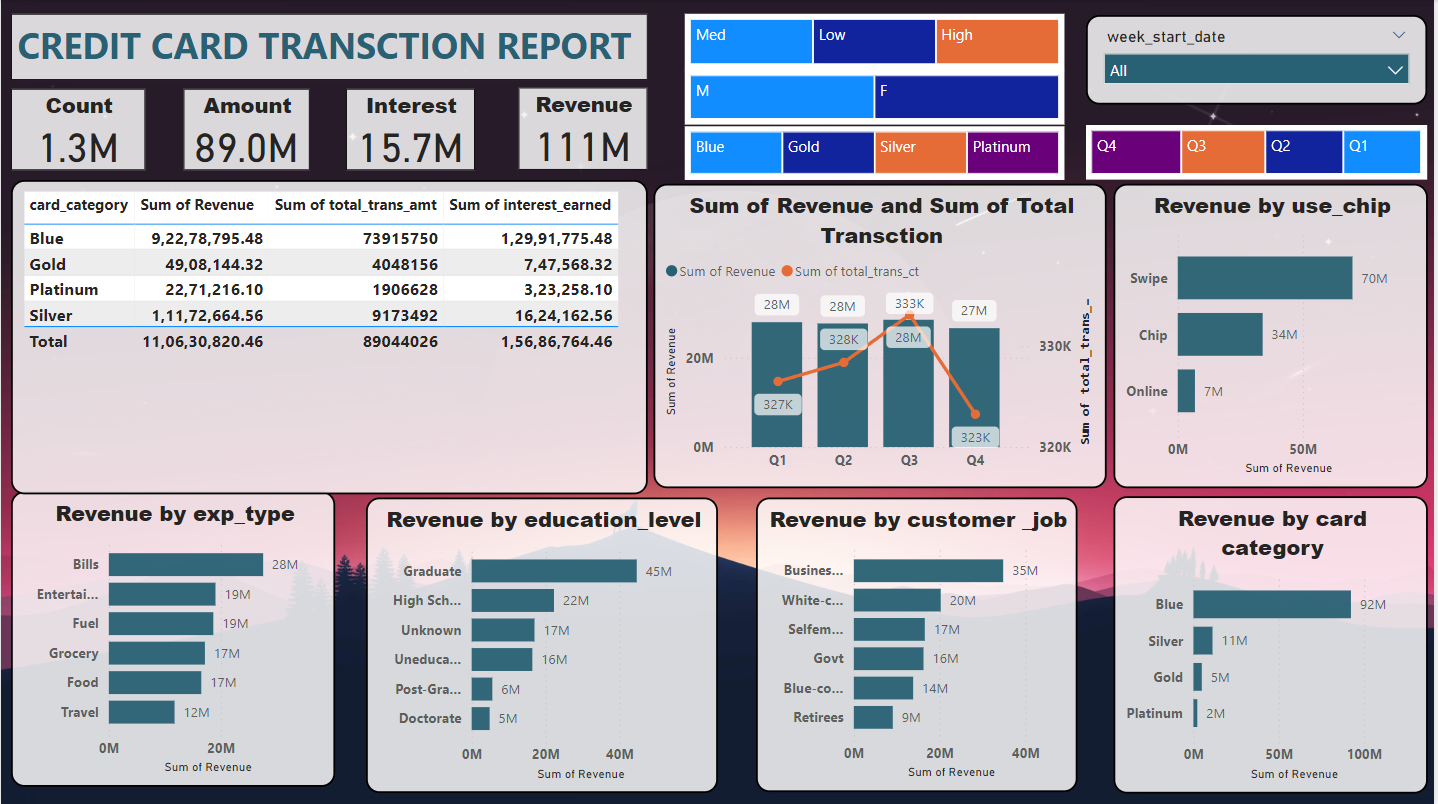 CREDIT CARD TRANSCTION REPORT
Count
1.3M
Amount
89.0M
Interest
15.7M
Revenue
111M
Med Low High
M F
Blue Gold Silver Platinum
week_start_date
All
Q4 Q3 Q2 Q1
card_category Sum of Revenue Sum of total_trans_amt Sum of interest_earned
Blue 9,22,78,795.48 73915750 1,29,91,775.48
Gold 49,08,144.32 4048156 7,47,568.32
Platinum 22,71,216.10 1906628 3,23,258.10
Silver 1,11,72,664.56 9173492 16,24,162.56
Total 11,06,30,820.46 89044026 1,56,86,764.46
Sum of Revenue and Sum of Total
Transction
Sum of Revenue Sum of total_trans_ct
28M 28M 333K 27M
328K 28M
327K 323K
20M
0M
Sum of Revenue
330K
320K
Sum of total_trans_
Q1 Q2 Q3 Q4
Revenue by use_chip
Swipe 70M
Chip 34M
Online 7M
0M 50M
Sum of Revenue
Revenue by exp_type
Bills 28M
Entertai... 19M
Fuel 19M
Grocery 17M
Food 17M
Travel 12M
0M 20M
Sum of Revenue
Revenue by education_level
Graduate 45M
High Sch... 22M
Unknown 17M
Uneduca... 16M
Post-Gra... 6M
Doctorate 5M
0M 20M 40M
Sum of Revenue
Revenue by customer _job
Busines... 35M
White-c... 20M
Selfem... 17M
Govt 16M
Blue-co... 14M
Retirees 9M
0M 20M 40M
Sum of Revenue
Revenue by card
category
Blue 92M
Silver 11M
Gold 5M
Platinum 2M
0M 50M 100M
Sum of Revenue